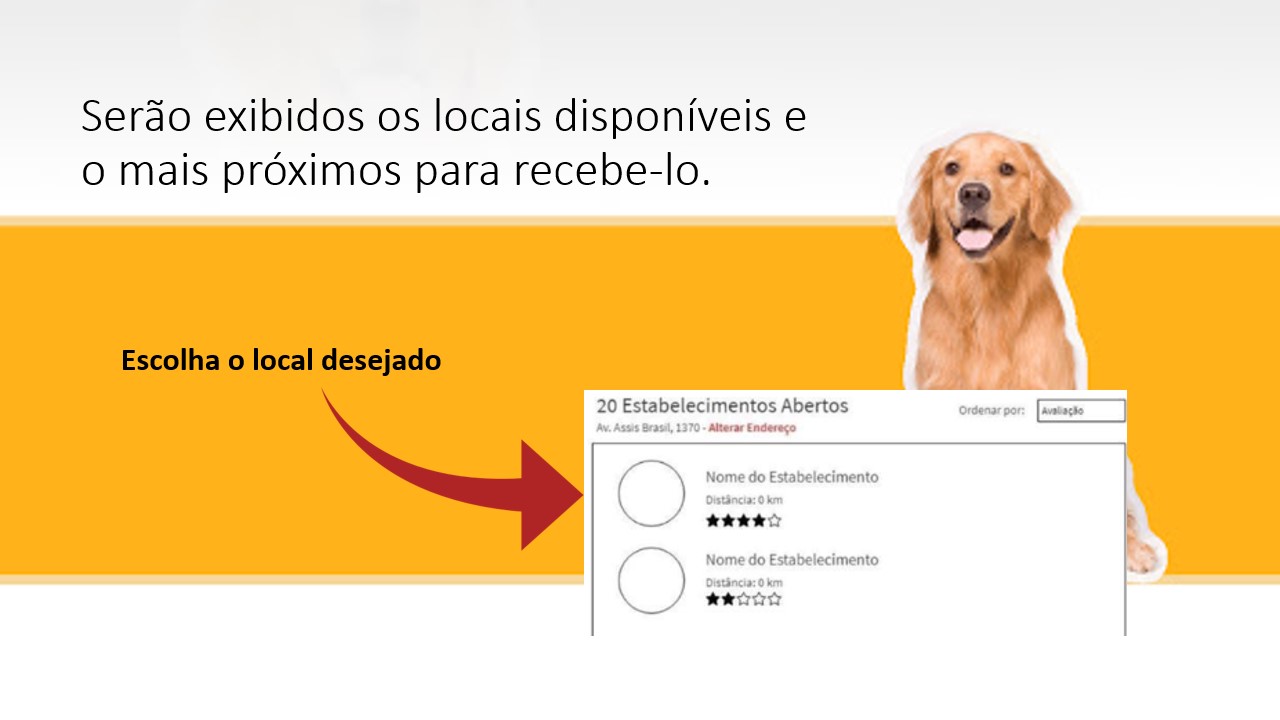 Serão exibidos os locais disponíveis e
o mais próximos para recebe-lo.
Escolha o local desejado
20 Estabelecimentos Abertos
Ordenar por: Avaliação
Av. Assis Brasil, 1370 - Alterar Endereço
Nome do Estabelecimento
Distância: 0 km
Nome do Estabelecimento
Distância: 0 km